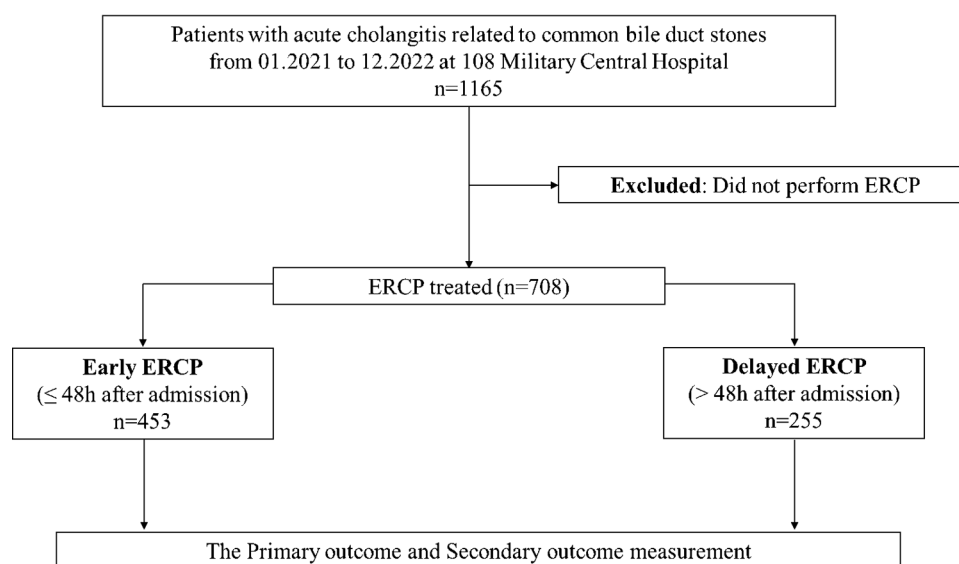 Patients with acute cholangitis related to common bile duct stones
from 01.2021 to 12.2022 at 108 Military Central Hospital
n=1165
Excluded: Did not perform ERCP
ERCP treated (n=708)
Early ERCP
(≤ 48h after admission)
n=453
Delayed ERCP
(> 48h after admission)
n=255
The Primary outcome and Secondary outcome measurement